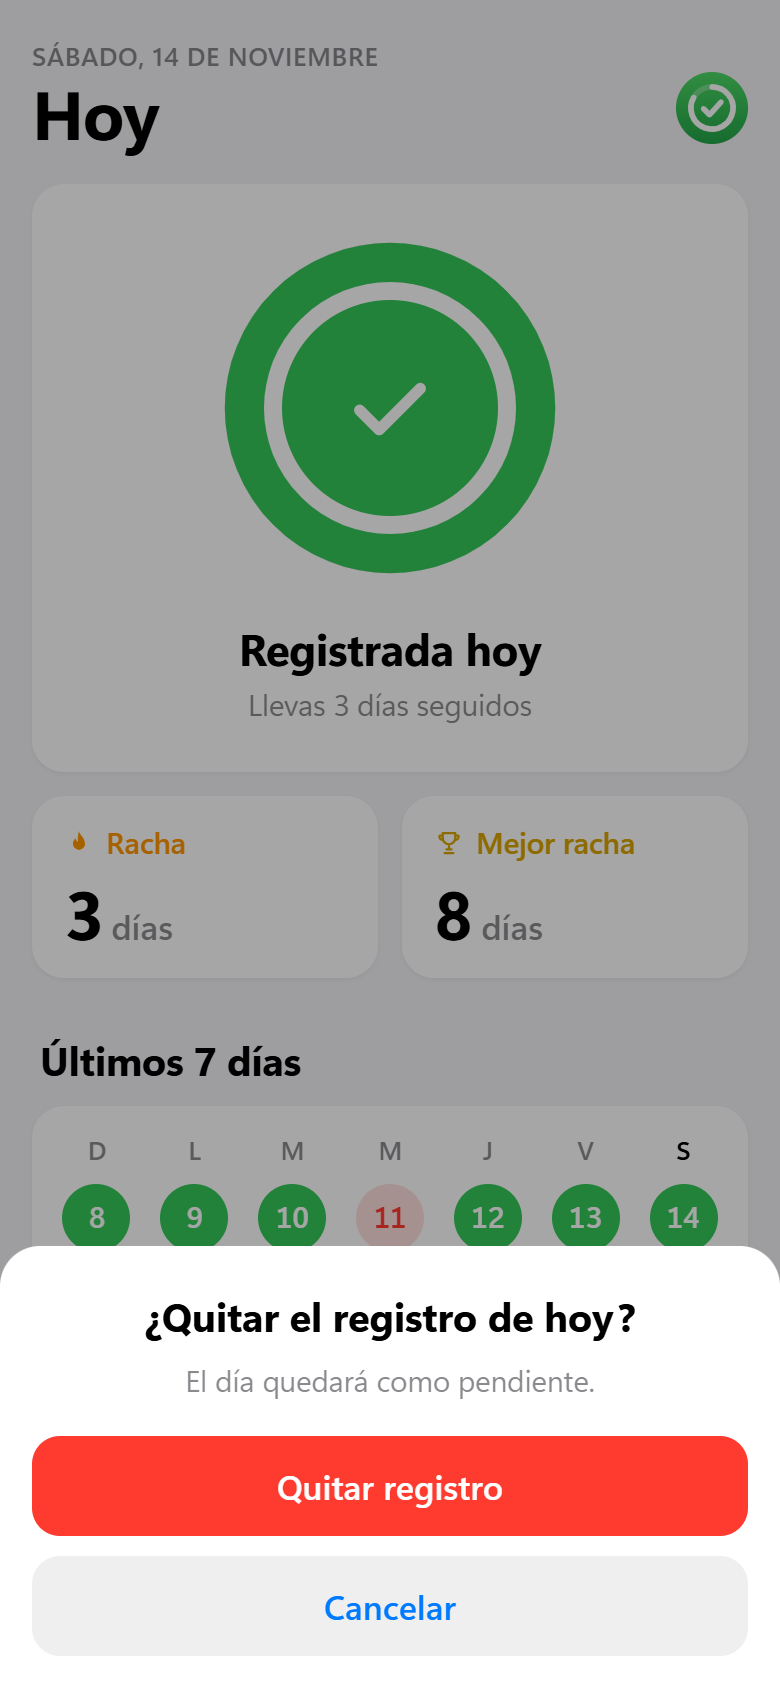 SÁBADO, 14 DE NOVIEMBRE
Hoy
Registrada hoy
Llevas 3 días seguidos
Racha
3 días
Mejor racha
8 días
Últimos 7 días
D L M M J V S
8 9 10 11 12 13 14
¿Quitar el registro de hoy?
El día quedará como pendiente.
Quitar registro
Cancelar